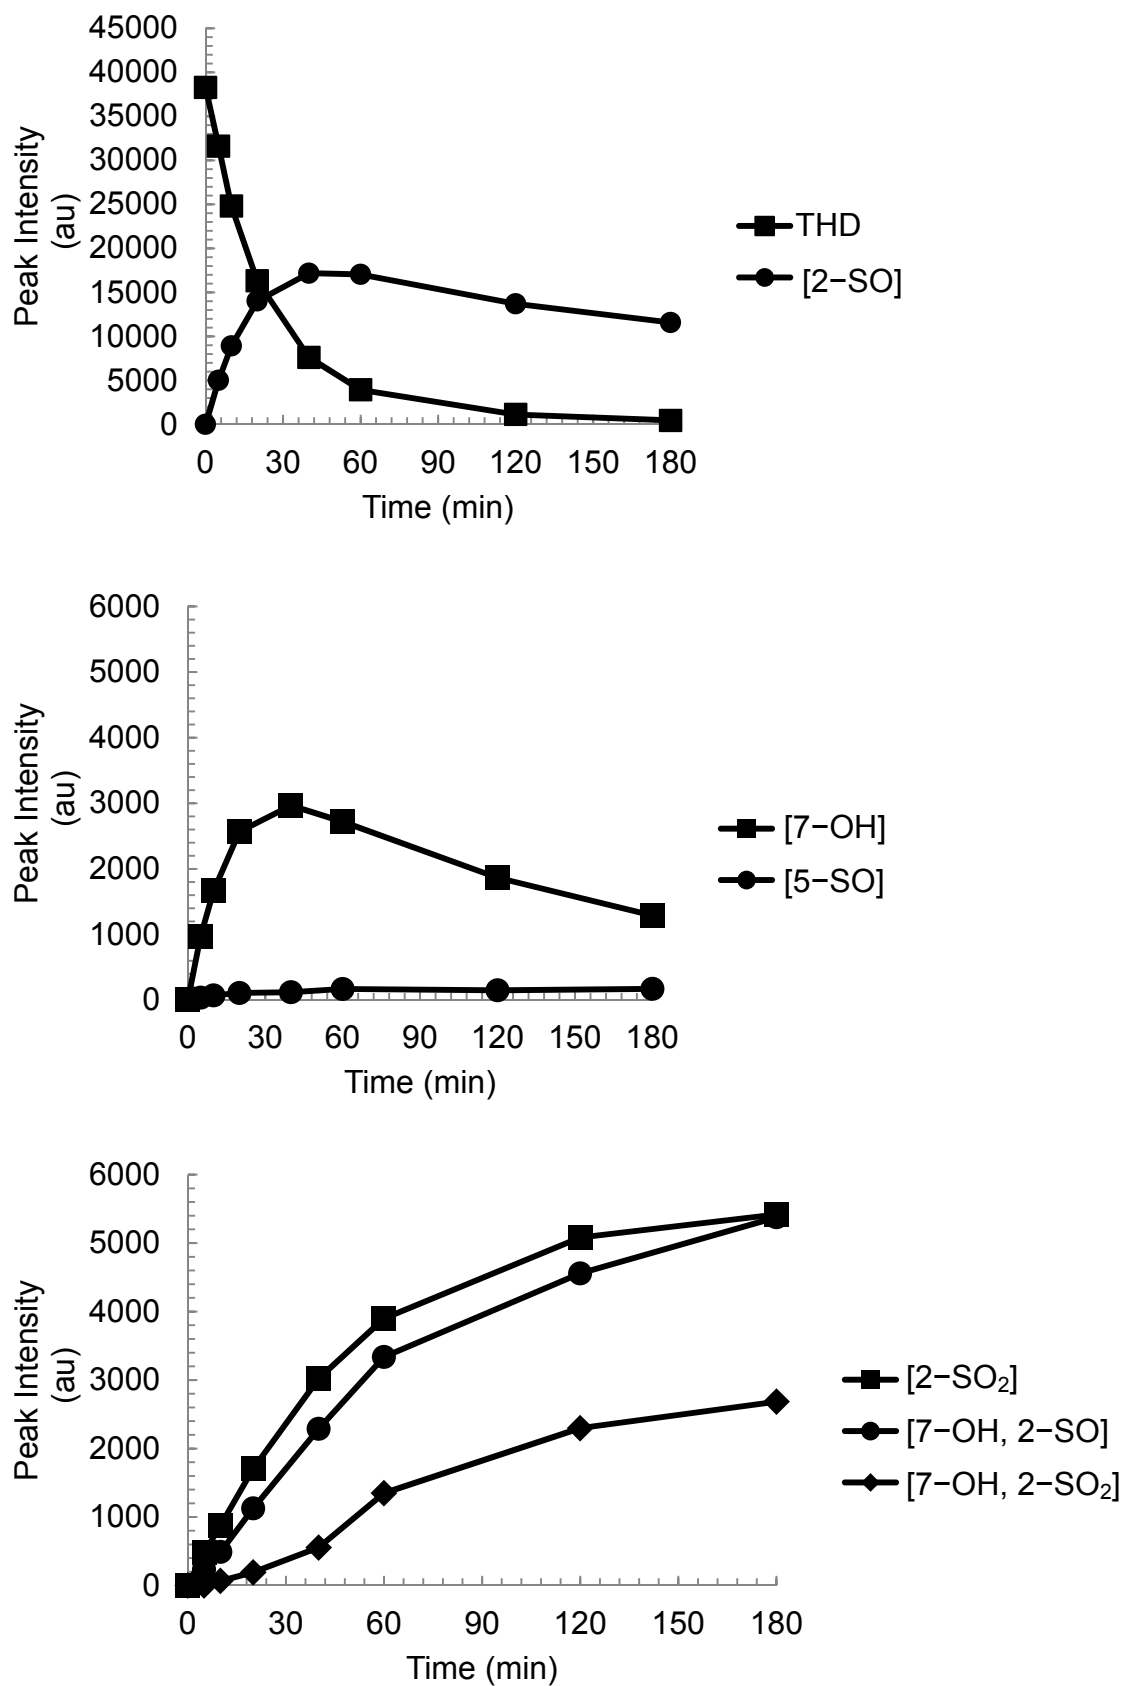 45000
40000
35000
30000
25000
20000
15000
10000
5000
0
Peak Intensity
(au)
0 30 60 90 120 150 180
Time (min)
THD
[2−SO]
6000
5000
4000
3000
2000
1000
0
Peak Intensity
(au)
0 30 60 90 120 150 180
Time (min)
[7−OH]
[5−SO]
6000
5000
4000
3000
2000
1000
0
Peak Intensity
(au)
0 30 60 90 120 150 180
Time (min)
[2−SO₂]
[7−OH, 2−SO]
[7−OH, 2−SO₂]